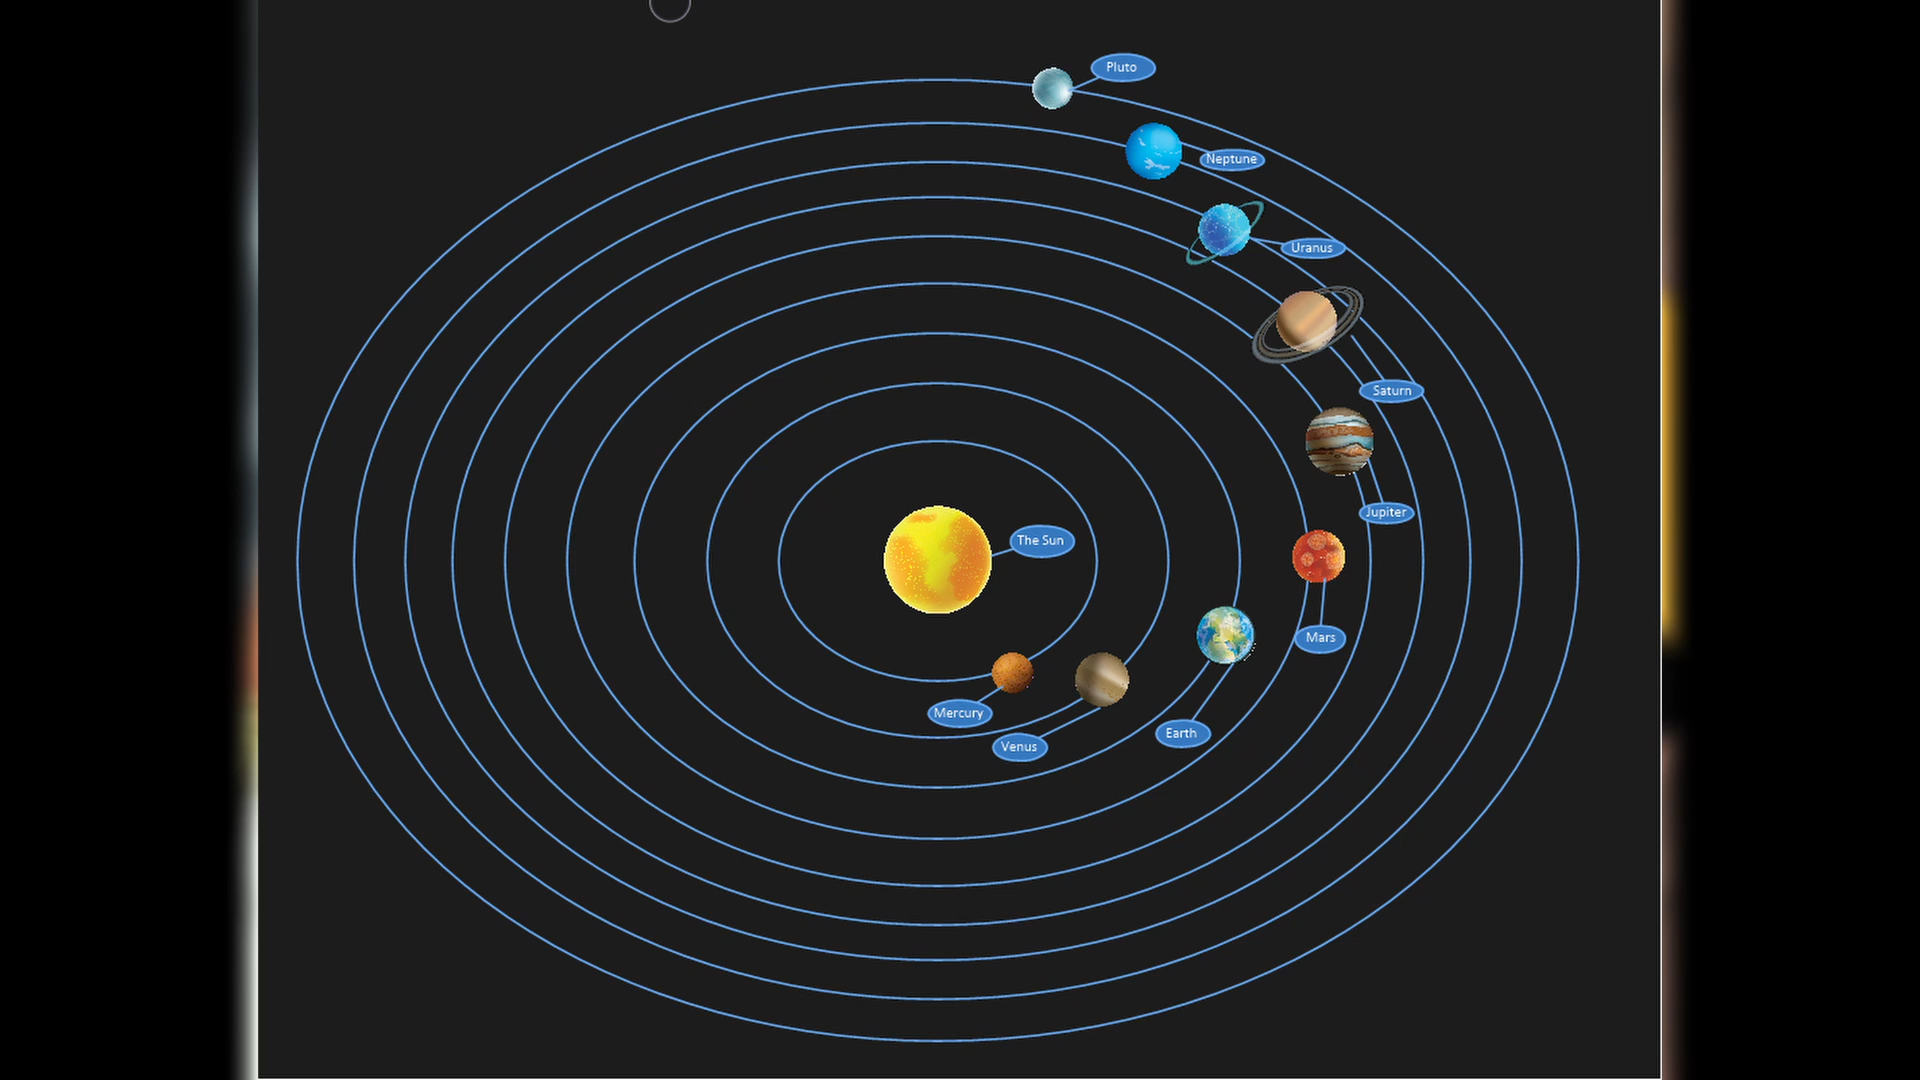 Pluto
Neptune
Uranus
Saturn
Jupiter
The Sun
Mars
Mercury
Venus
Earth